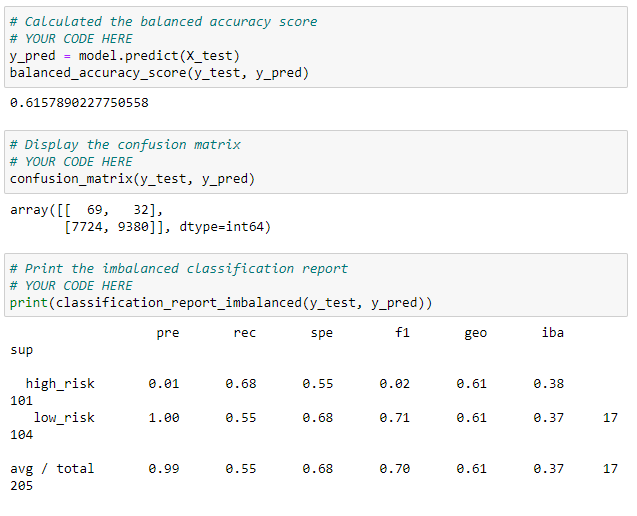 # Calculated the balanced accuracy score
# YOUR CODE HERE
y_pred = model.predict(X_test)
balanced_accuracy_score(y_test, y_pred)
0.6157890227750558
# Display the confusion matrix
# YOUR CODE HERE
confusion_matrix(y_test, y_pred)
array([[  69,   32],
       [7724, 9380]], dtype=int64)
# Print the imbalanced classification report
# YOUR CODE HERE
print(classification_report_imbalanced(y_test, y_pred))
                   pre       rec       spe        f1       geo       iba
sup
  high_risk       0.01      0.68      0.55      0.02      0.61      0.38
101
   low_risk       1.00      0.55      0.68      0.71      0.61      0.37     17
104
avg / total       0.99      0.55      0.68      0.70      0.61      0.37     17
205